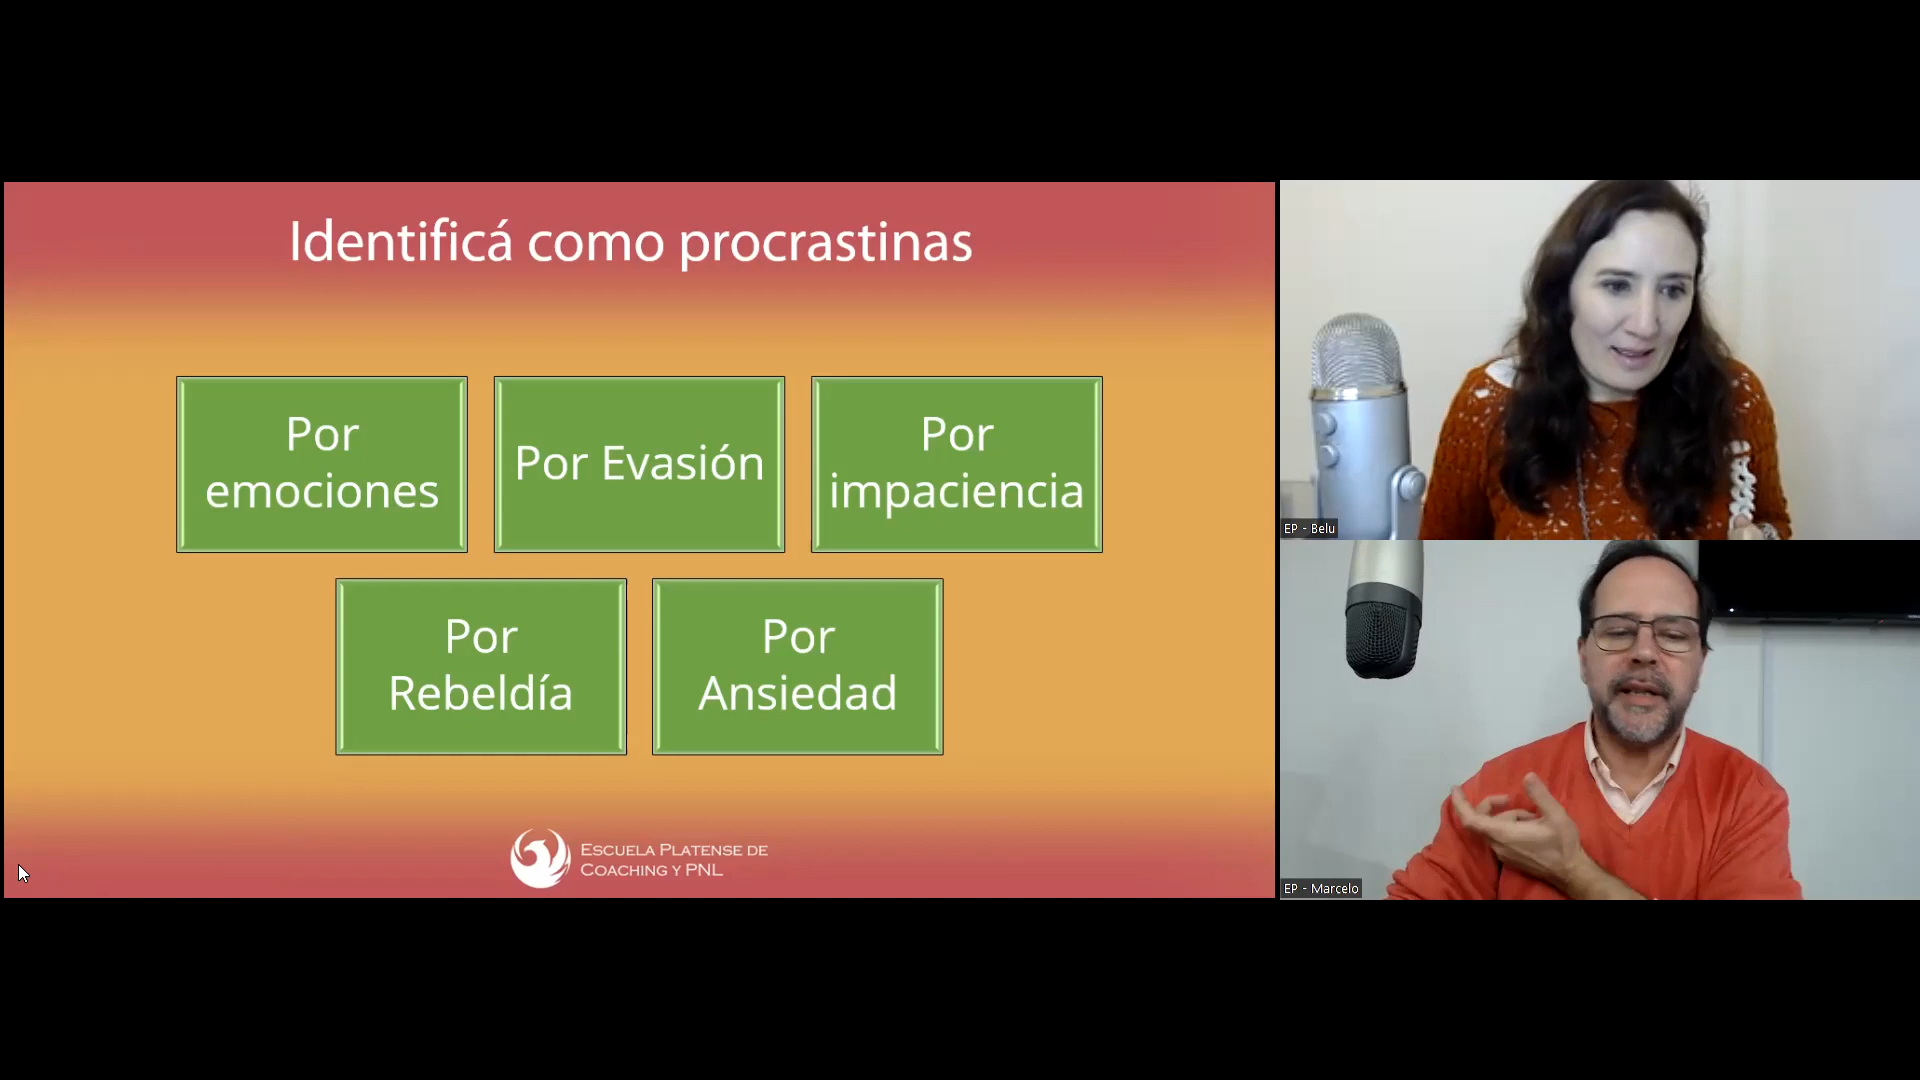 Identificá como procrastinas
Por
emociones
Por Evasión
Por
impaciencia
Por
Rebeldía
Por
Ansiedad
ESCUELA PLATENSE DE
COACHING Y PNL
EP - Belu
EP - Marcelo